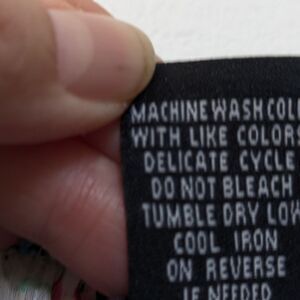 MACHINE WASH COL
WITH LIKE COLORS
DELICATE CYCLE
DO NOT BLEACH
TUMBLE DRY LOW
COOL IRON
ON REVERSE
IF NEEDED